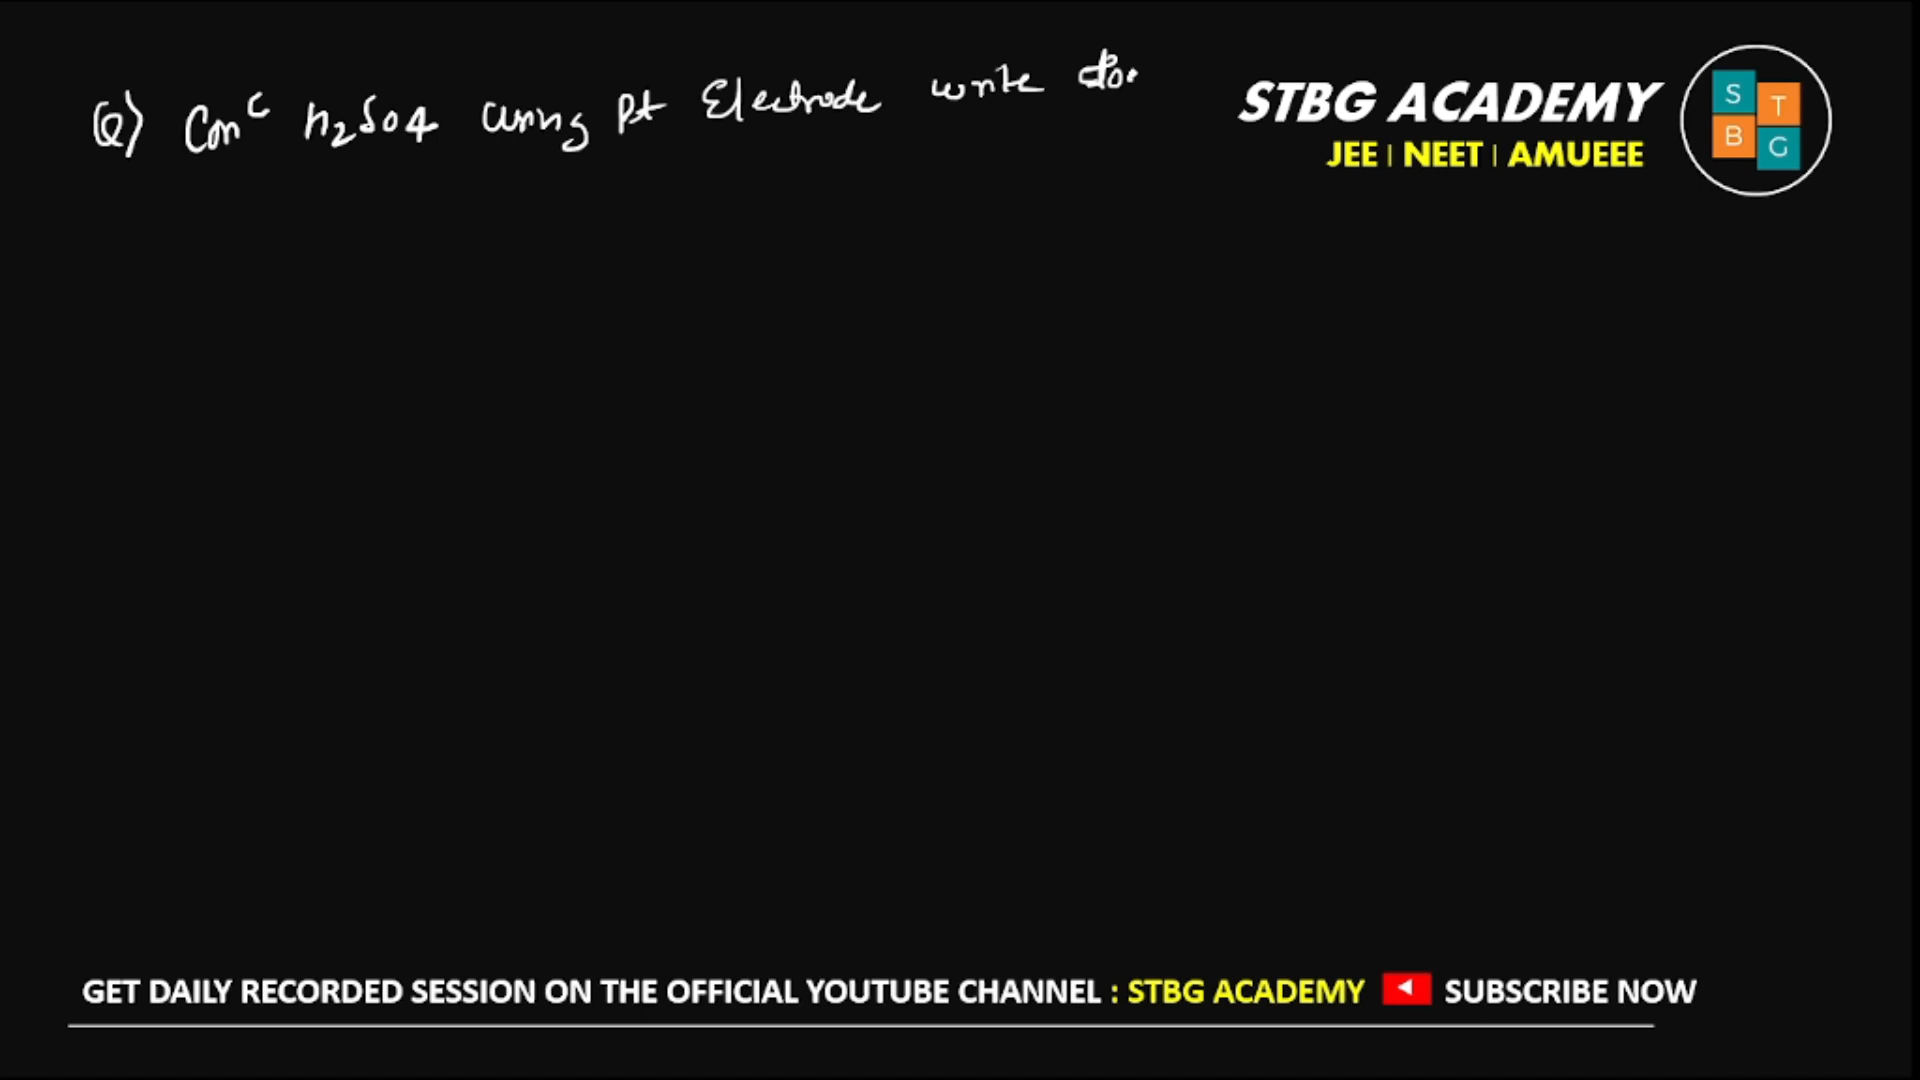 Q) Conc H2SO4 using Pt Electrode write
STBG ACADEMY
JEE | NEET | AMUEEE
S T
B G
GET DAILY RECORDED SESSION ON THE OFFICIAL YOUTUBE CHANNEL : STBG ACADEMY SUBSCRIBE NOW